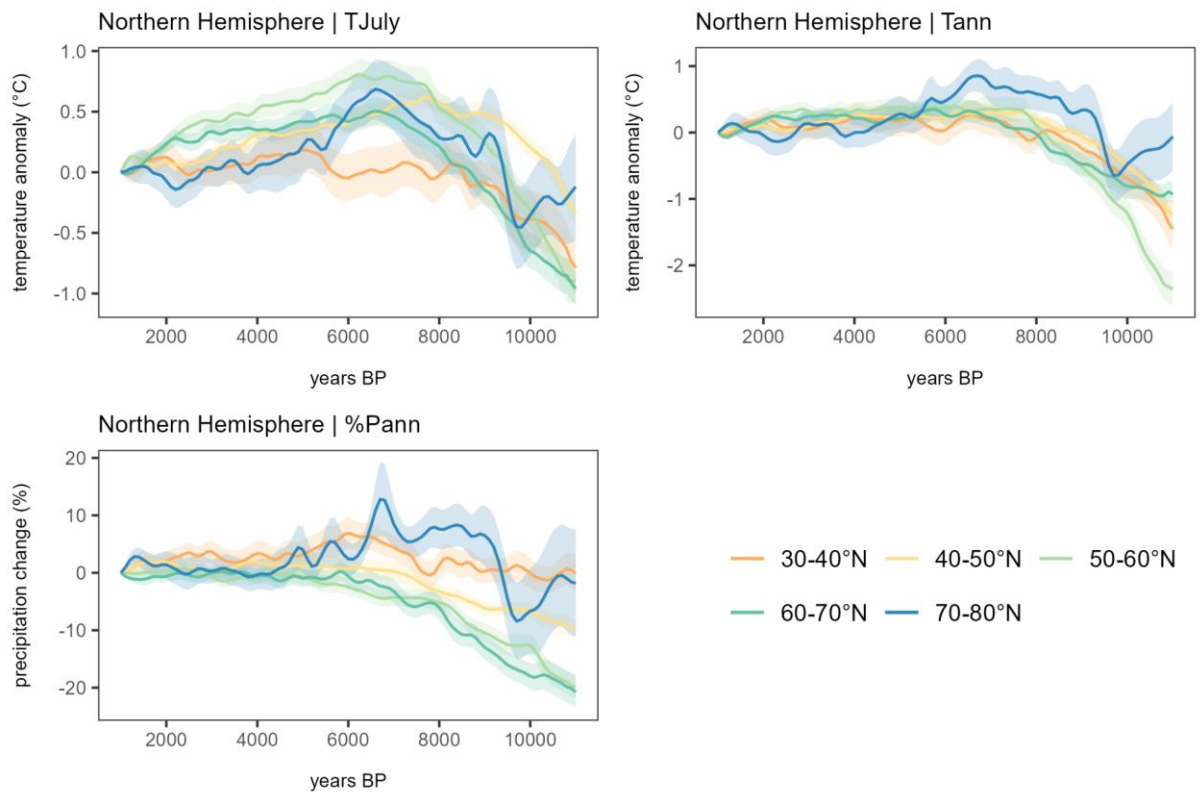 Northern Hemisphere | TJuly
temperature anomaly (°C)
1.0
0.5
0.0
-0.5
-1.0
2000 4000 6000 8000 10000
years BP
Northern Hemisphere | Tann
temperature anomaly (°C)
1
0
-1
-2
2000 4000 6000 8000 10000
years BP
Northern Hemisphere | %Pann
precipitation change (%)
20
10
0
-10
-20
2000 4000 6000 8000 10000
years BP
30-40°N 40-50°N 50-60°N
60-70°N 70-80°N